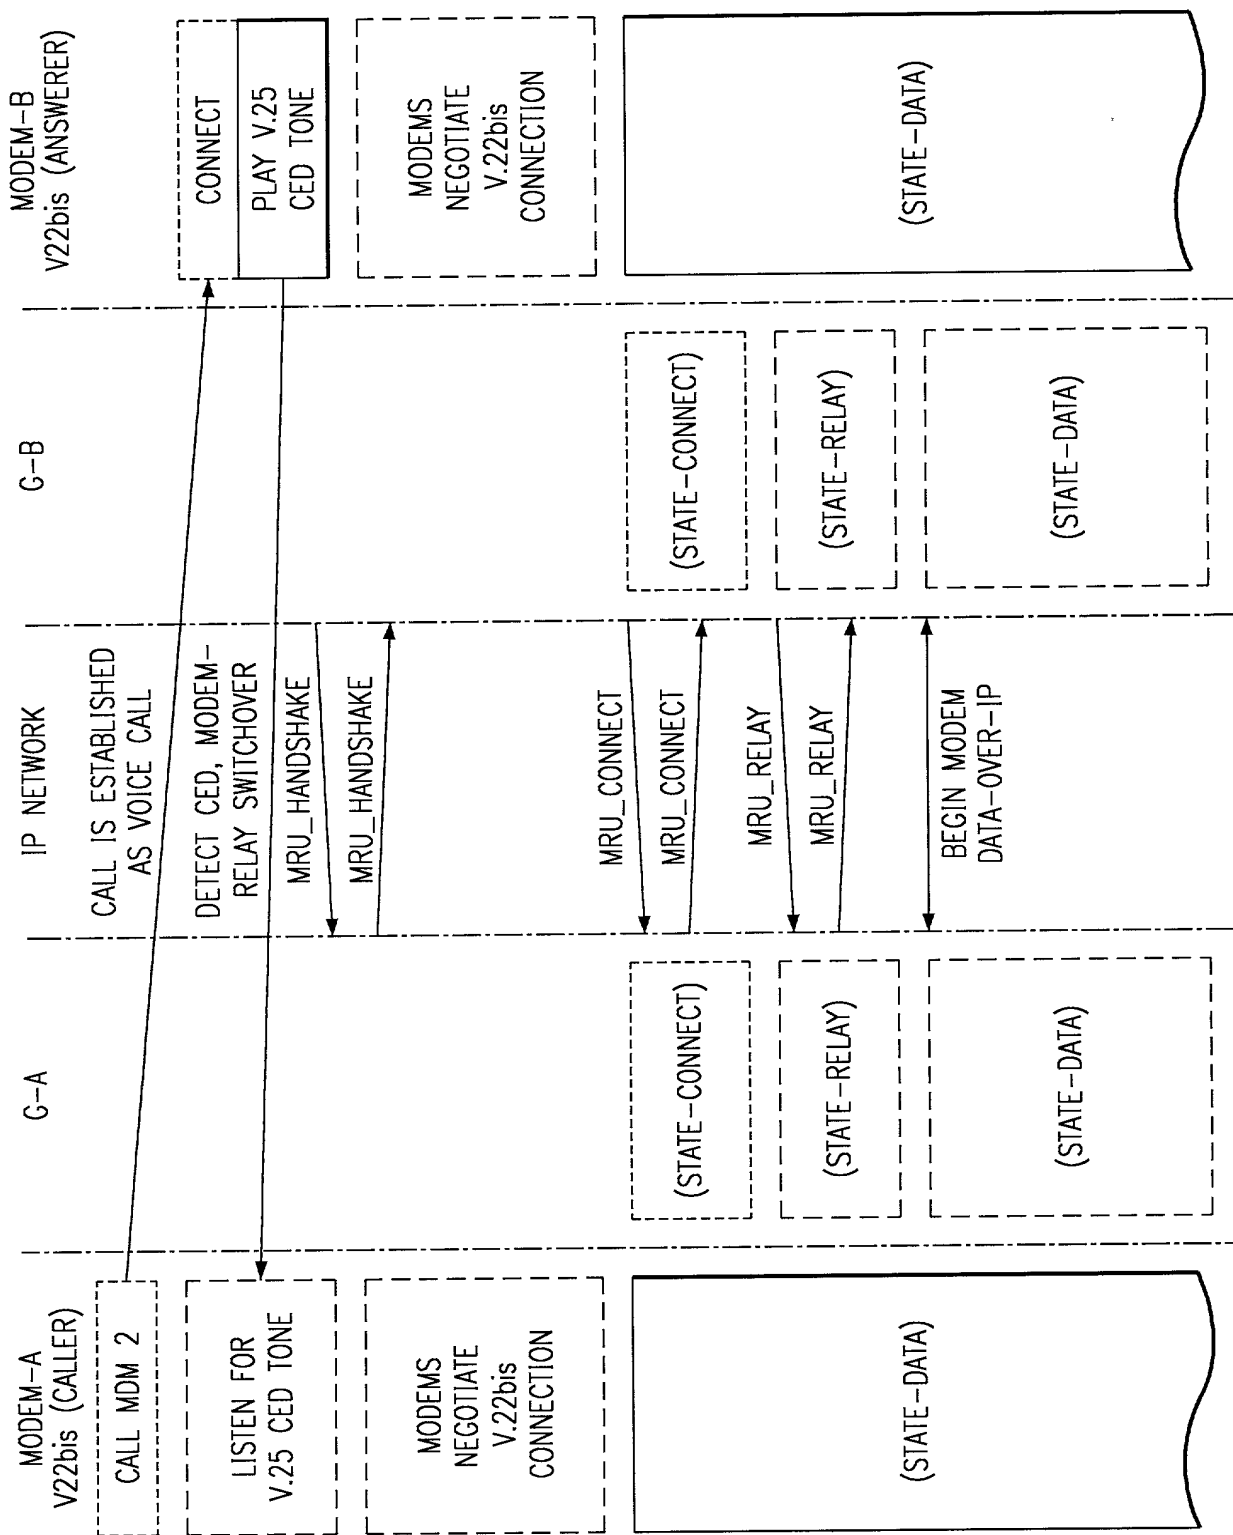 MODEM-A
V22bis (CALLER)
G-A
IP NETWORK
G-B
MODEM-B
V22bis (ANSWERER)
CALL MDM 2
CALL IS ESTABLISHED
AS VOICE CALL
CONNECT
LISTEN FOR
V.25 CED TONE
DETECT CED, MODEM-
RELAY SWITCHOVER
PLAY V.25
CED TONE
MRU_HANDSHAKE
MRU_HANDSHAKE
MODEMS
NEGOTIATE
V.22bis
CONNECTION
MODEMS
NEGOTIATE
V.22bis
CONNECTION
MRU_CONNECT
MRU_CONNECT
(STATE-CONNECT)
(STATE-CONNECT)
MRU_RELAY
MRU_RELAY
(STATE-RELAY)
(STATE-RELAY)
BEGIN MODEM
DATA-OVER-IP
(STATE-DATA)
(STATE-DATA)
(STATE-DATA)
(STATE-DATA)